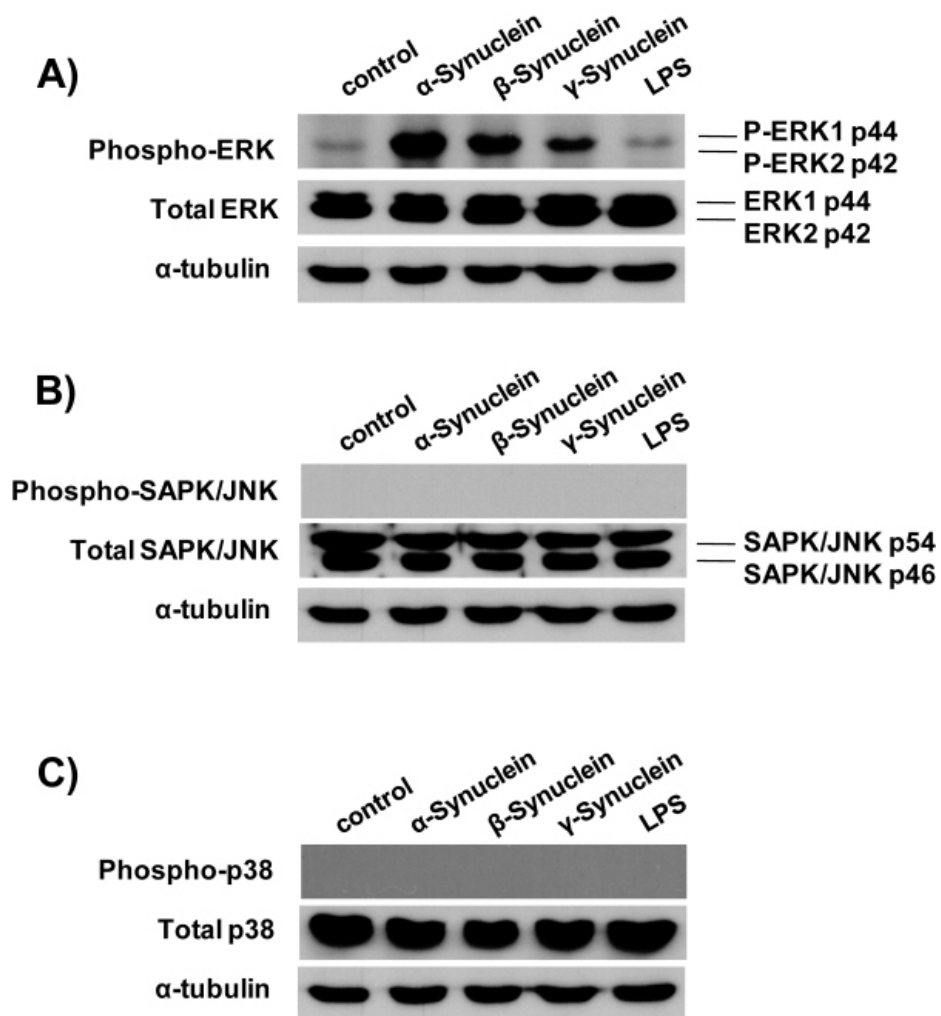 A)
control α-Synuclein β-Synuclein γ-Synuclein LPS
Phospho-ERK
P-ERK1 p44
P-ERK2 p42
Total ERK
ERK1 p44
ERK2 p42
α-tubulin
B)
control α-Synuclein β-Synuclein γ-Synuclein LPS
Phospho-SAPK/JNK
Total SAPK/JNK
SAPK/JNK p54
SAPK/JNK p46
α-tubulin
C)
control α-Synuclein β-Synuclein γ-Synuclein LPS
Phospho-p38
Total p38
α-tubulin